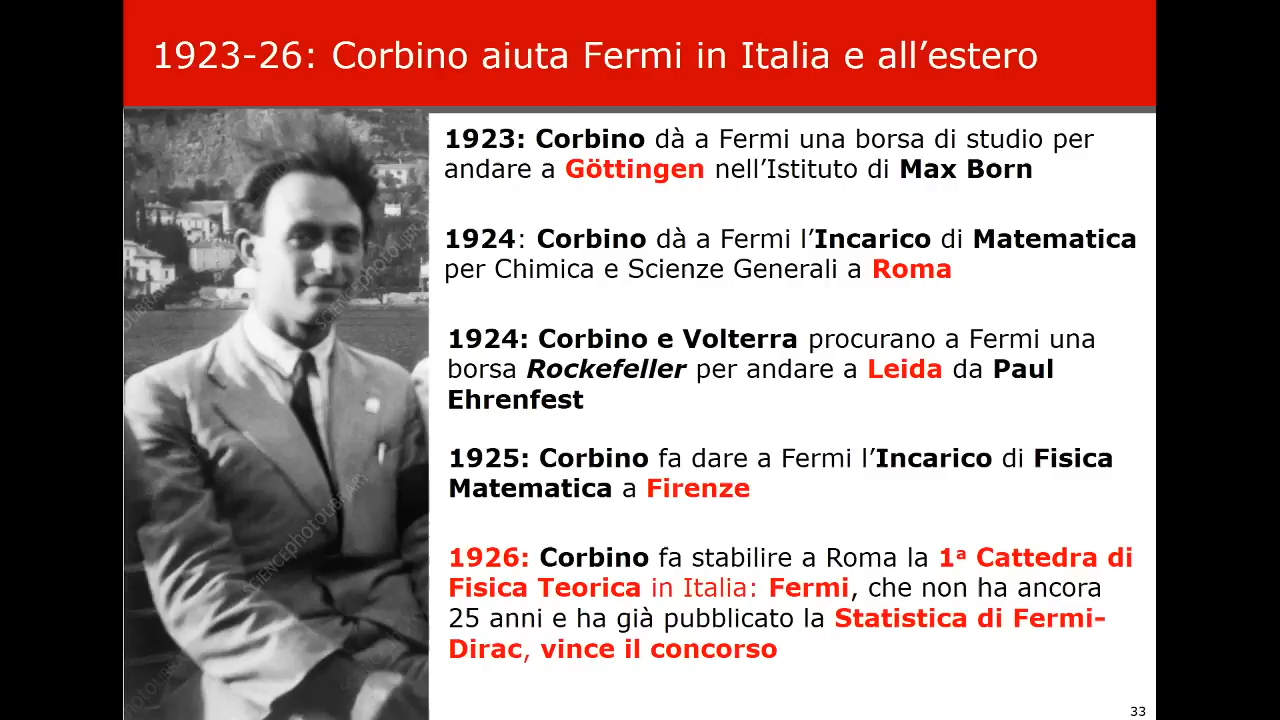 1923-26: Corbino aiuta Fermi in Italia e all’estero
1923: Corbino dà a Fermi una borsa di studio per
andare a Göttingen nell’Istituto di Max Born
1924: Corbino dà a Fermi l’Incarico di Matematica
per Chimica e Scienze Generali a Roma
1924: Corbino e Volterra procurano a Fermi una
borsa Rockefeller per andare a Leida da Paul
Ehrenfest
1925: Corbino fa dare a Fermi l’Incarico di Fisica
Matematica a Firenze
1926: Corbino fa stabilire a Roma la 1ª Cattedra di
Fisica Teorica in Italia: Fermi, che non ha ancora
25 anni e ha già pubblicato la Statistica di Fermi-
Dirac, vince il concorso
SCIENCEphotoLIBRARY
33